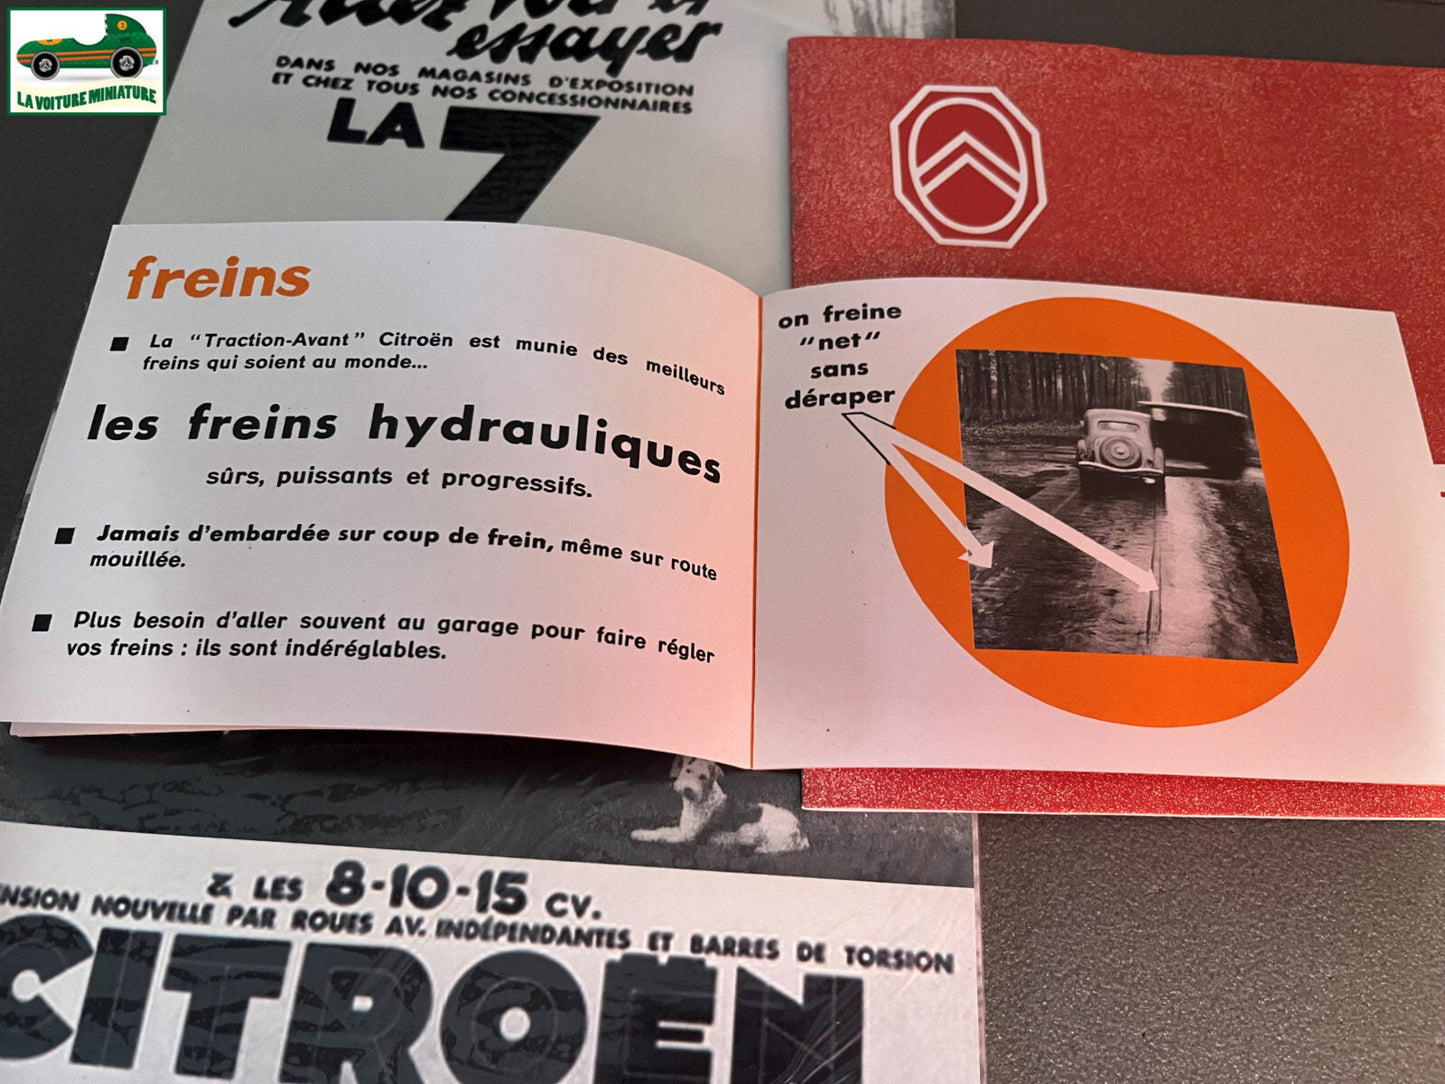 LA VOITURE MINIATURE
Allez voir et
essayer
DANS NOS MAGASINS D'EXPOSITION
ET CHEZ TOUS NOS CONCESSIONNAIRES
LA 7
freins
La “Traction-Avant” Citroën est munie des meilleurs
freins qui soient au monde...
les freins hydrauliques
sûrs, puissants et progressifs.
Jamais d'embardée sur coup de frein, même sur route
mouillée.
Plus besoin d'aller souvent au garage pour faire régler
vos freins : ils sont indéréglables.
on freine
“net“
sans
déraper
& LES 8-10-15 CV.
NSION NOUVELLE PAR ROUES AV. INDÉPENDANTES ET BARRES DE TORSION
CITROËN